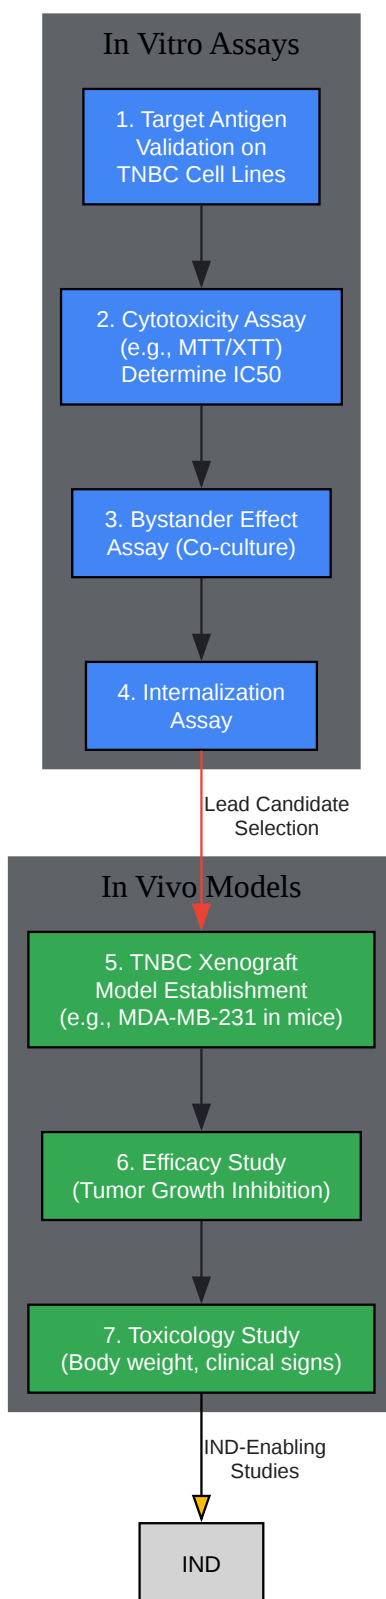 In Vitro Assays
1. Target Antigen
Validation on
TNBC Cell Lines
2. Cytotoxicity Assay
(e.g., MTT/XTT)
Determine IC50
3. Bystander Effect
Assay (Co-culture)
4. Internalization
Assay
Lead Candidate
Selection
In Vivo Models
5. TNBC Xenograft
Model Establishment
(e.g., MDA-MB-231 in mice)
6. Efficacy Study
(Tumor Growth Inhibition)
7. Toxicology Study
(Body weight, clinical signs)
IND-Enabling
Studies
IND